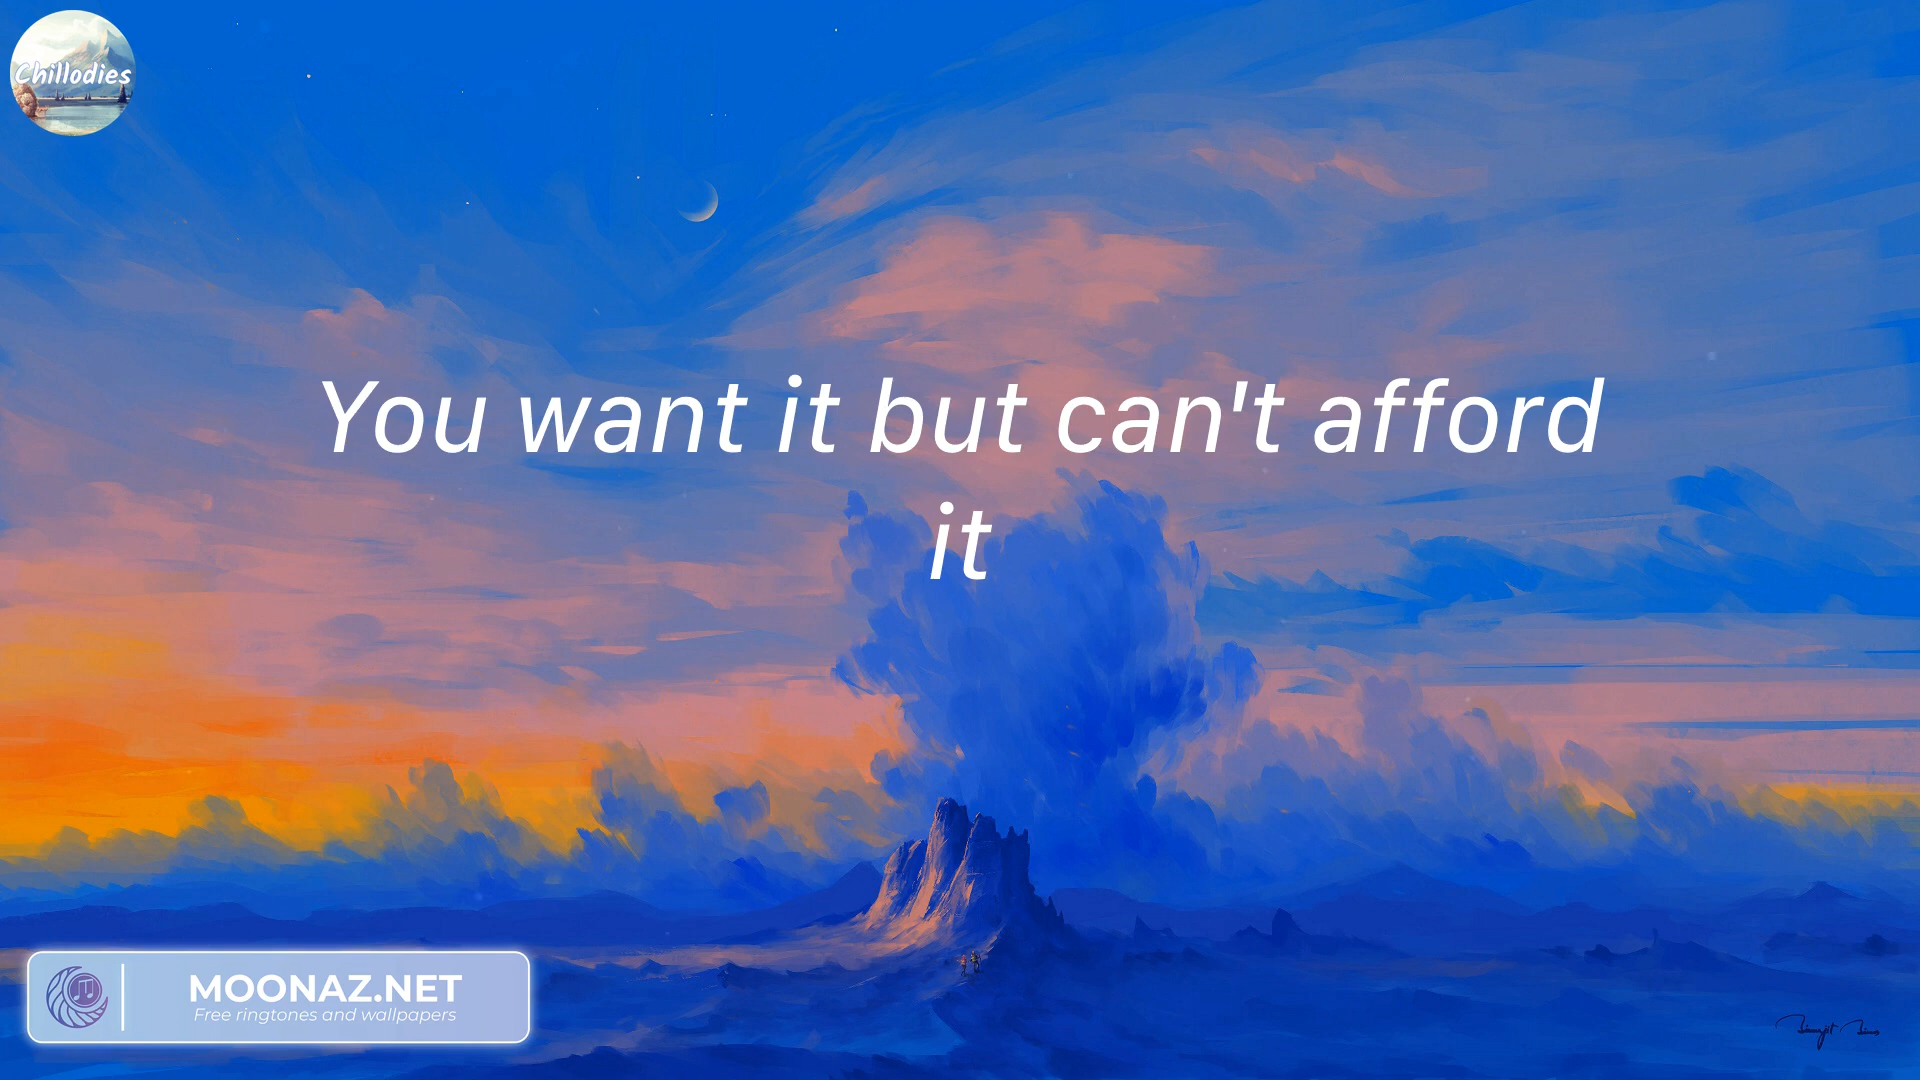 Chillodies
You want it but can't afford
it
MOONAZ.NET
Free ringtones and wallpapers